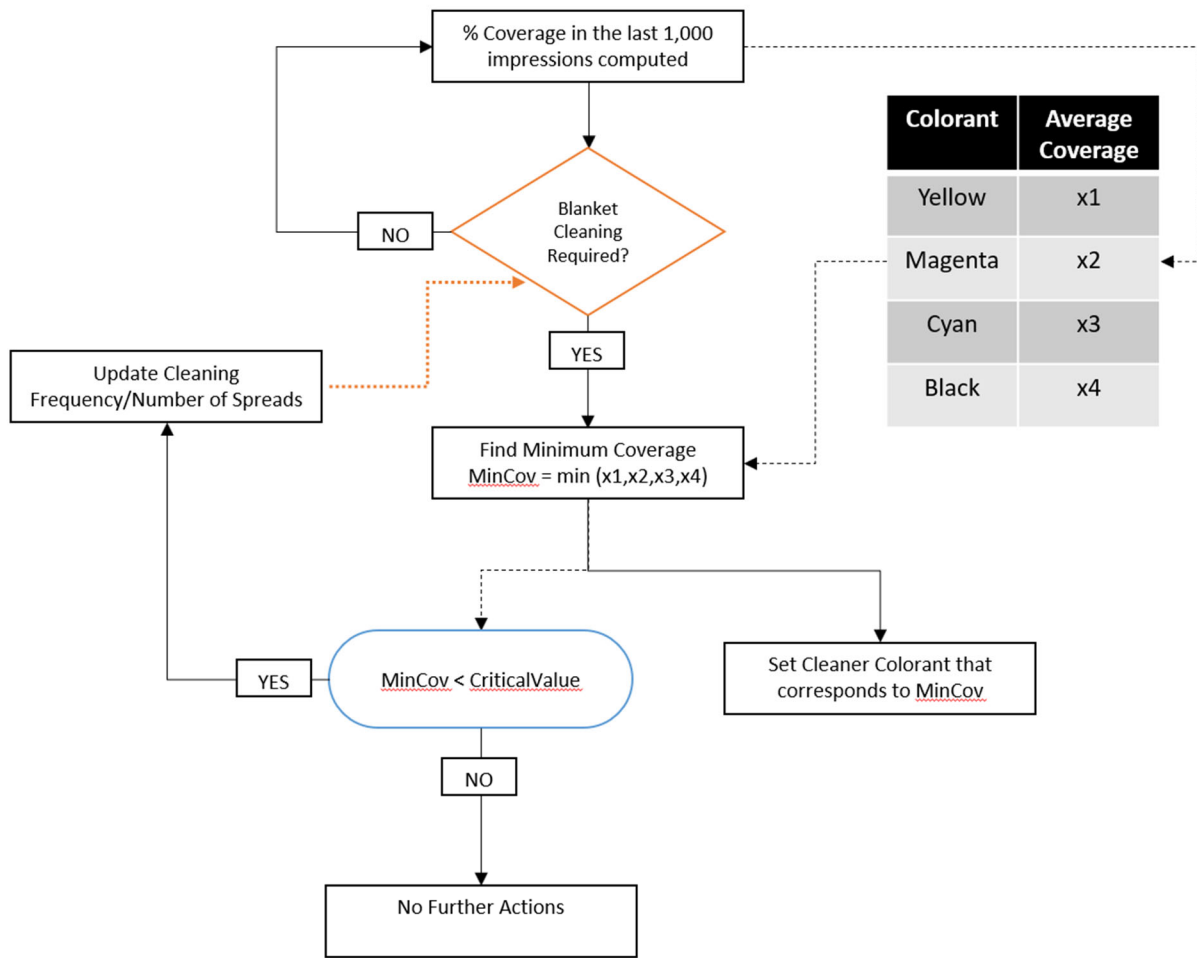 % Coverage in the last 1,000
impressions computed
Colorant
Average
Coverage
Yellow
x1
Magenta
x2
Cyan
x3
Black
x4
Blanket
Cleaning
Required?
NO
YES
Update Cleaning
Frequency/Number of Spreads
Find Minimum Coverage
MinCov = min (x1,x2,x3,x4)
YES
MinCov < CriticalValue
Set Cleaner Colorant that
corresponds to MinCov
NO
No Further Actions